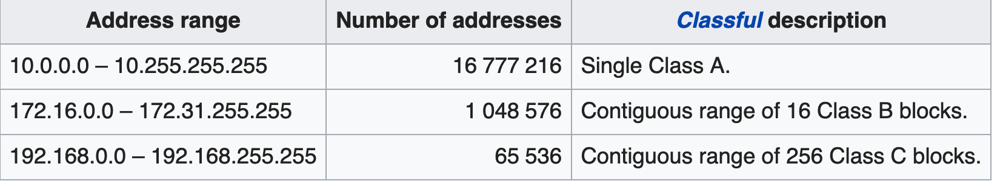 Address range Number of addresses Classful description
10.0.0.0 – 10.255.255.255 16 777 216 Single Class A.
172.16.0.0 – 172.31.255.255 1 048 576 Contiguous range of 16 Class B blocks.
192.168.0.0 – 192.168.255.255 65 536 Contiguous range of 256 Class C blocks.